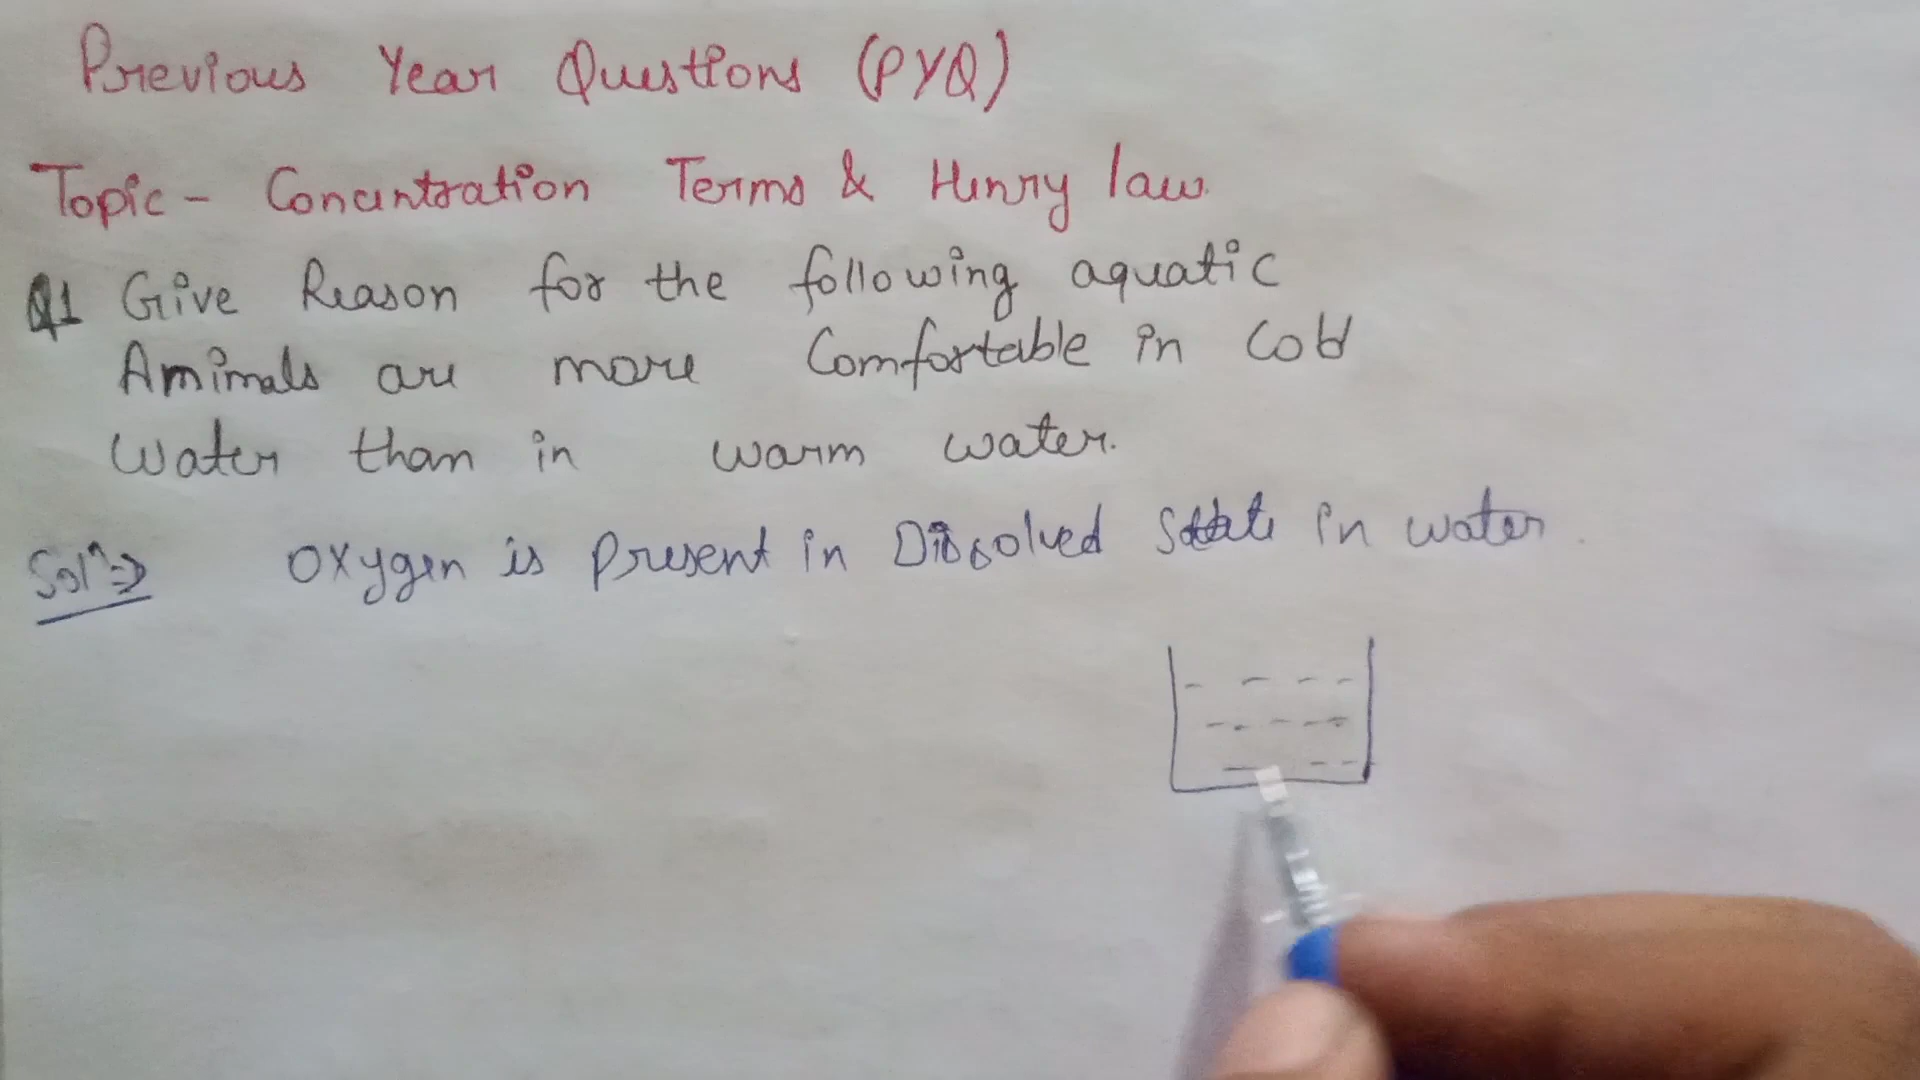 Previous Year Questions (PYQ)
Topic - Concentration Terms & Henry law.
Q1 Give Reason for the following aquatic
Animals are more Comfortable in Cold
Water than in warm water.
Solⁿ⇒ Oxygen is Present in Dissolved State in water.